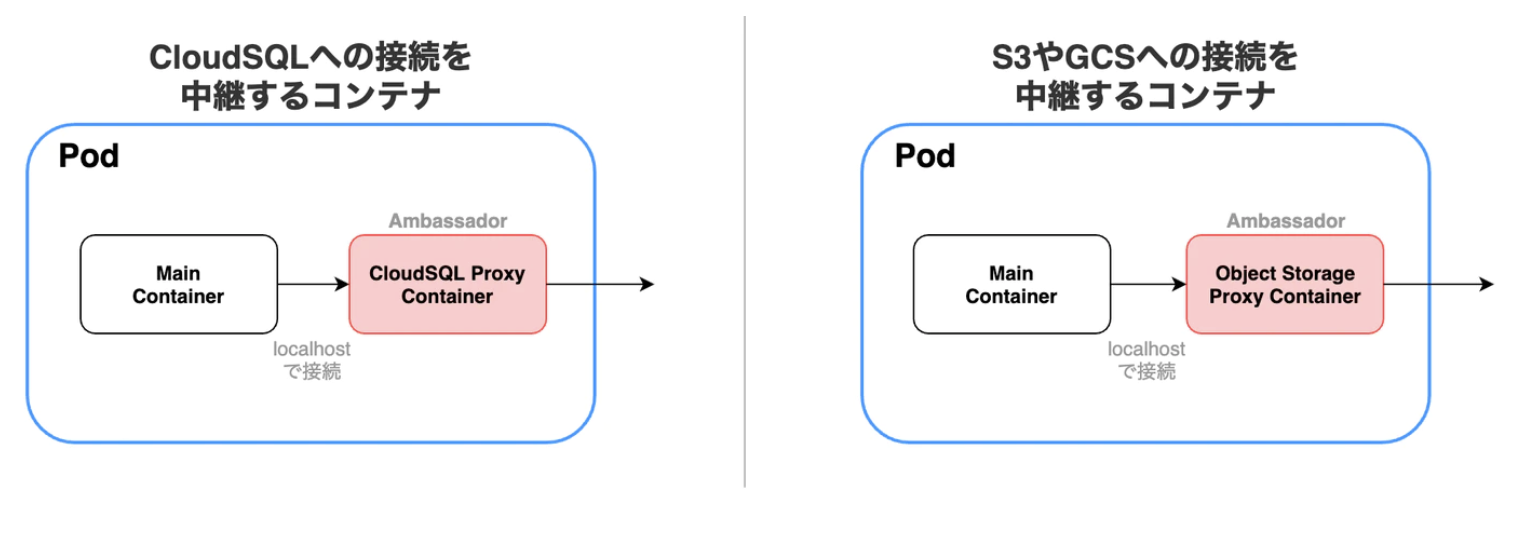 CloudSQLへの接続を
中継するコンテナ
Pod
Ambassador
Main
Container
CloudSQL Proxy
Container
localhost
で接続
S3やGCSへの接続を
中継するコンテナ
Pod
Ambassador
Main
Container
Object Storage
Proxy Container
localhost
で接続